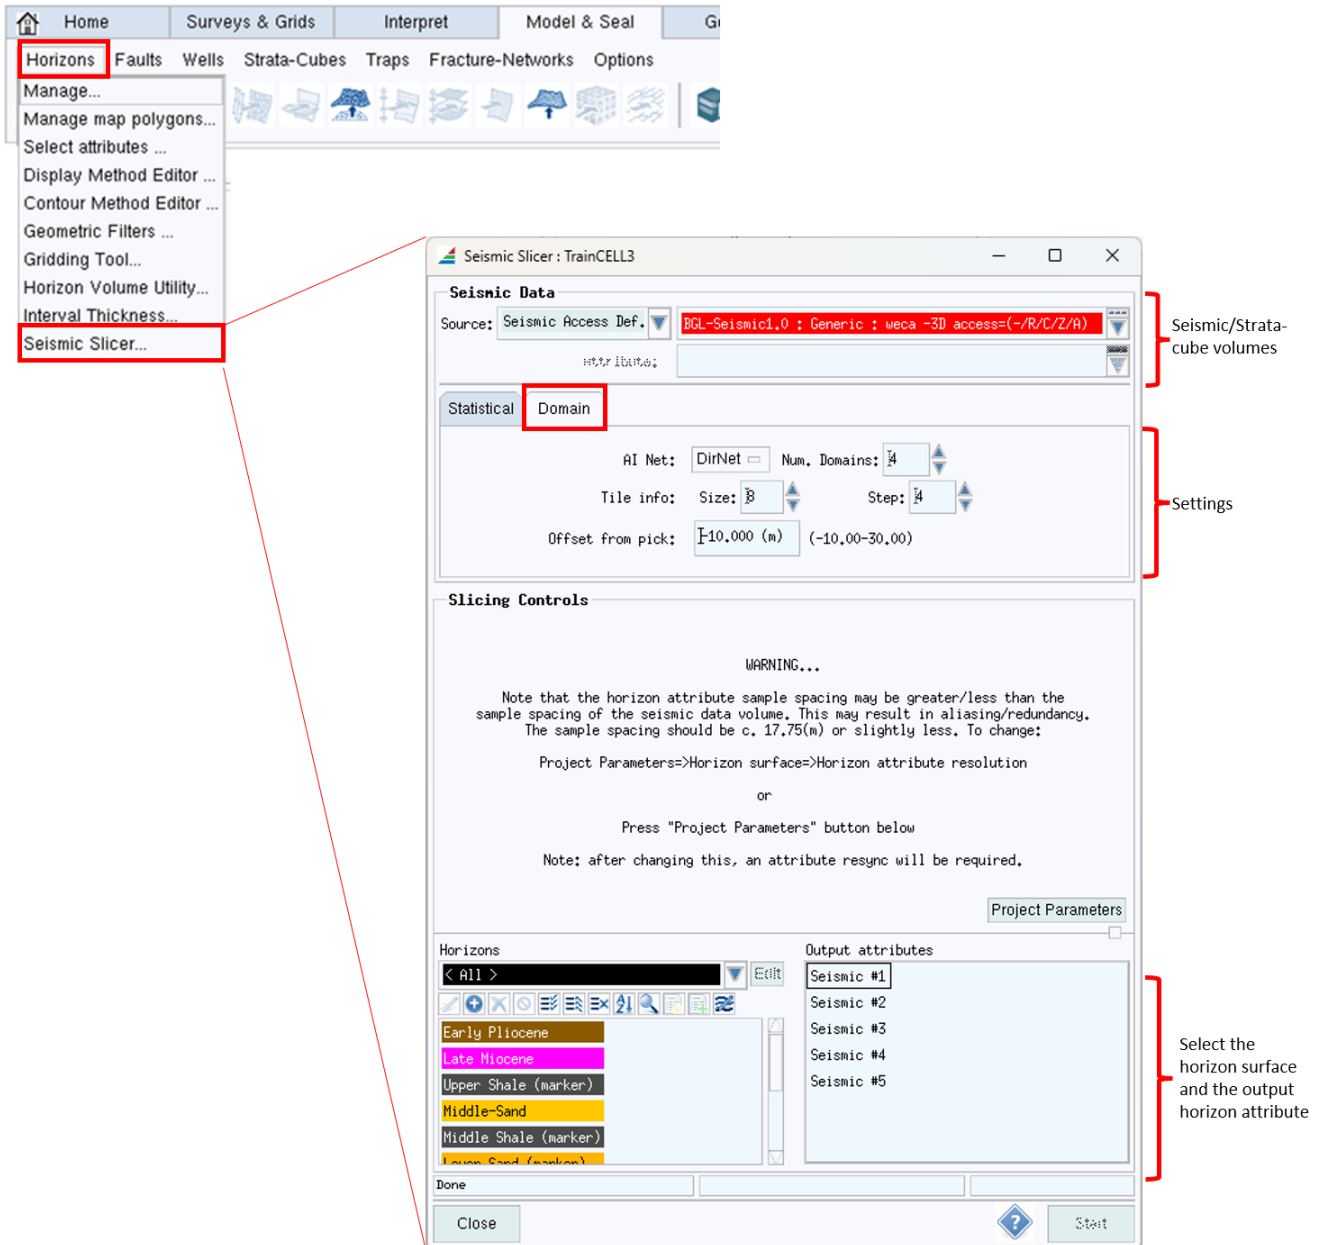 Home
Surveys & Grids
Interpret
Model & Seal
Horizons
Faults
Wells
Strata-Cubes
Traps
Fracture-Networks
Options
Manage...
Manage map polygons...
Select attributes ...
Display Method Editor ...
Contour Method Editor ...
Geometric Filters ...
Gridding Tool...
Horizon Volume Utility...
Interval Thickness...
Seismic Slicer...
Seismic Slicer : TrainCELL3
Seismic Data
Source: Seismic Access Def. BGL-Seismic1.0 : Generic : weca -3D access=(-/R/C/Z/A)
Attribute:
Seismic/Strata-
cube volumes
Statistical Domain
AI Net: DirNet Num. Domains: 4
Tile info: Size: 8 Step: 4
Offset from pick: -10.000 (m) (-10.00-30.00)
Settings
Slicing Controls
WARNING...
Note that the horizon attribute sample spacing may be greater/less than the
sample spacing of the seismic data volume. This may result in aliasing/redundancy.
The sample spacing should be c. 17.75(m) or slightly less. To change:
Project Parameters=>Horizon surface=>Horizon attribute resolution
or
Press "Project Parameters" button below
Note: after changing this, an attribute resync will be required.
Project Parameters
Horizons
< All >
Edit
Early Pliocene
Late Miocene
Upper Shale (marker)
Middle-Sand
Middle Shale (marker)
Lower Sand (marker)
Output attributes
Seismic #1
Seismic #2
Seismic #3
Seismic #4
Seismic #5
Select the
horizon surface
and the output
horizon attribute
Done
Close
?
Start